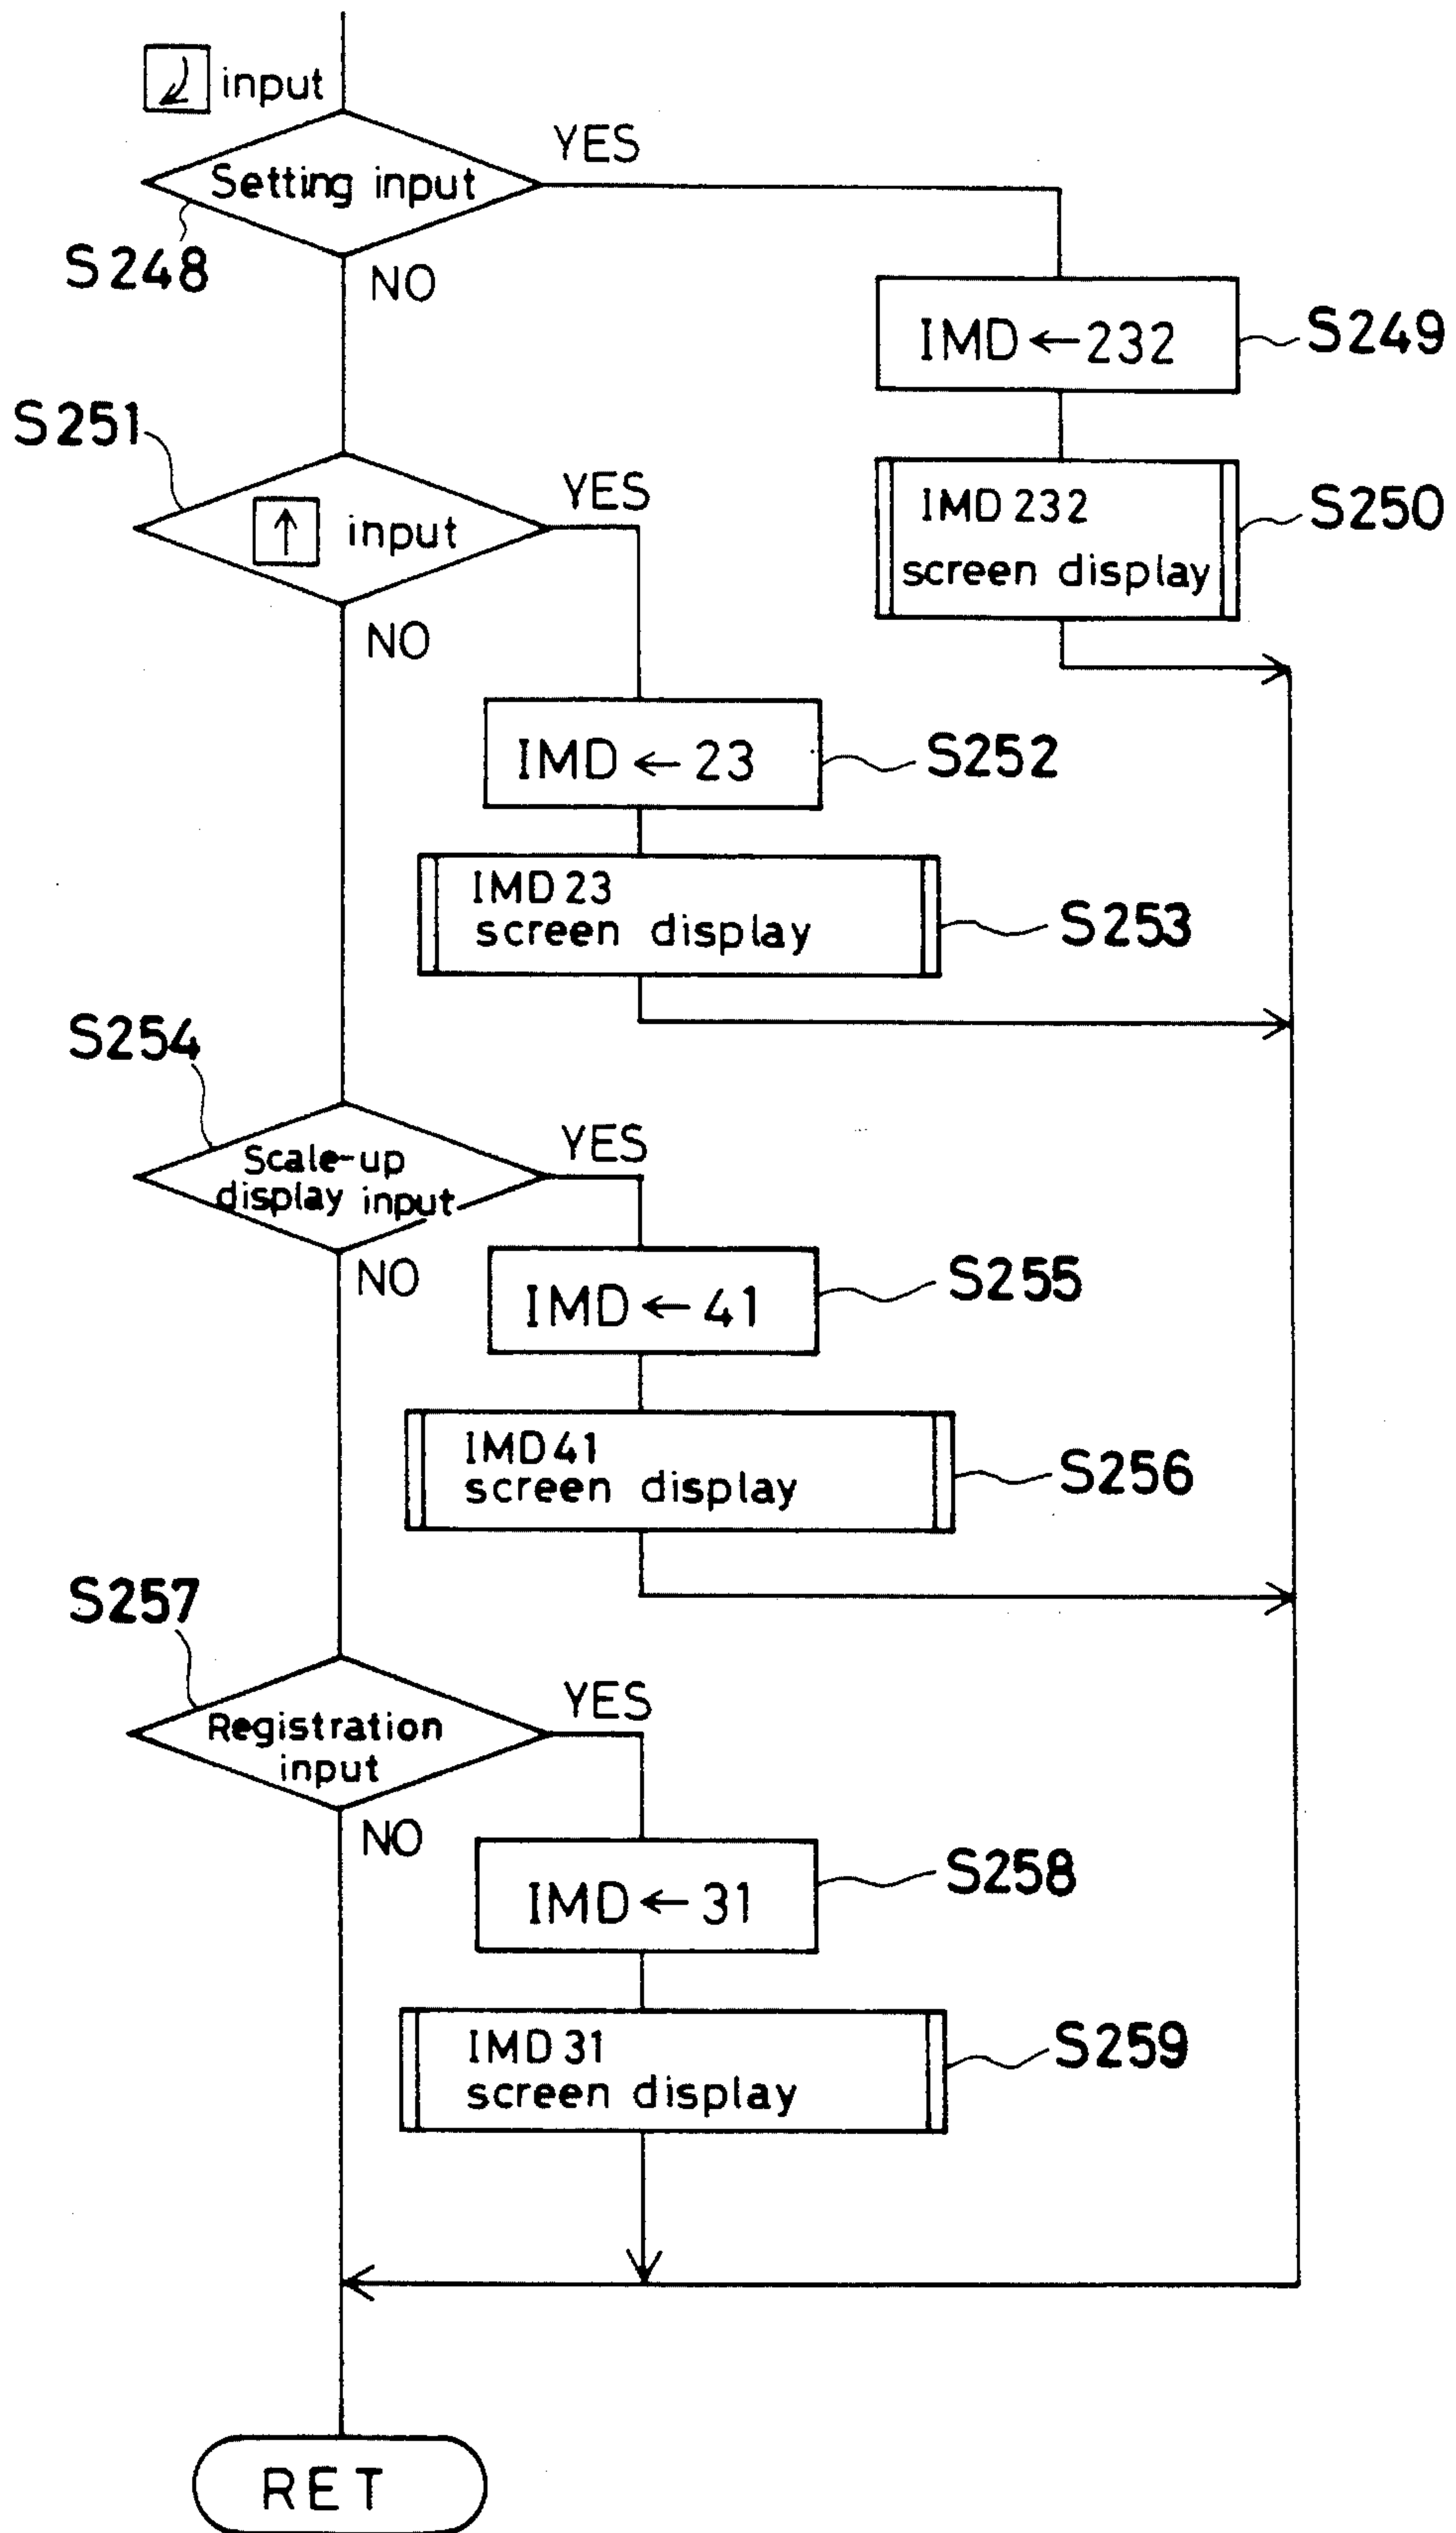 ↙ input
Setting input
YES
S248
NO
IMD ← 232
S249
S251
↑ input
YES
IMD 232
screen display
S250
NO
IMD ← 23
S252
IMD 23
screen display
S253
S254
Scale-up
display input
YES
NO
IMD ← 41
S255
IMD 41
screen display
S256
S257
Registration
input
YES
NO
IMD ← 31
S258
IMD 31
screen display
S259
RET